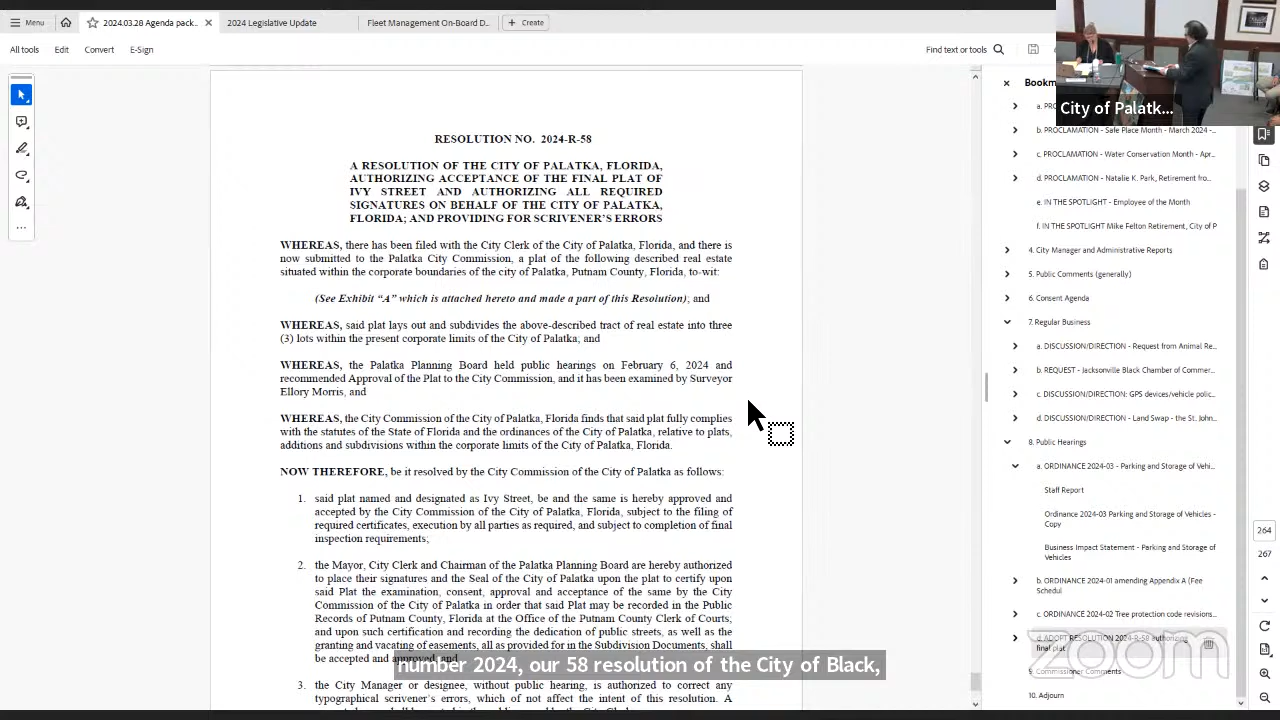 Menu
2024.03.28 Agenda pack...
2024 Legislative Update
Fleet Management On-Board D...
Create
All tools
Edit
Convert
E-Sign
Find text or tools
City of Palatk...
RESOLUTION NO. 2024-R-58
A RESOLUTION OF THE CITY OF PALATKA, FLORIDA,
AUTHORIZING ACCEPTANCE OF THE FINAL PLAT OF
IVY STREET AND AUTHORIZING ALL REQUIRED
SIGNATURES ON BEHALF OF THE CITY OF PALATKA,
FLORIDA; AND PROVIDING FOR SCRIVENER'S ERRORS
WHEREAS, there has been filed with the City Clerk of the City of Palatka, Florida, and there is
now submitted to the Palatka City Commission, a plat of the following described real estate
situated within the corporate boundaries of the city of Palatka, Putnam County, Florida, to-wit:
(See Exhibit "A" which is attached hereto and made a part of this Resolution); and
WHEREAS, said plat lays out and subdivides the above-described tract of real estate into three
(3) lots within the present corporate limits of the City of Palatka; and
WHEREAS, the Palatka Planning Board held public hearings on February 6, 2024 and
recommended Approval of the Plat to the City Commission, and it has been examined by Surveyor
Ellory Morris, and
WHEREAS, the City Commission of the City of Palatka, Florida finds that said plat fully complies
with the statutes of the State of Florida and the ordinances of the City of Palatka, relative to plats,
additions and subdivisions within the corporate limits of the City of Palatka, Florida.
NOW THEREFORE, be it resolved by the City Commission of the City of Palatka as follows:
1. said plat named and designated as Ivy Street, be and the same is hereby approved and
accepted by the City Commission of the City of Palatka, Florida, subject to the filing of
required certificates, execution by all parties as required, and subject to completion of final
inspection requirements;
2. the Mayor, City Clerk and Chairman of the Palatka Planning Board are hereby authorized
to place their signatures and the Seal of the City of Palatka upon the plat to certify upon
said Plat the examination, consent, approval and acceptance of the same by the City
Commission of the City of Palatka in order that said Plat may be recorded in the Public
Records of Putnam County, Florida at the Office of the Putnam County Clerk of Courts;
and upon such certification and recording the dedication of public streets, as well as the
granting and vacating of easements, all as provided for in the Subdivision Documents, shall
be accepted and approved, and
number 2024, our 58 resolution of the City of Black,
3. the City Manager or designee, without public hearing, is authorized to correct any
typographical scrivener's errors, which of not affect the intent of this resolution. A
Bookm
a. PRO
b. PROCLAMATION - Safe Place Month - March 2024 -...
c. PROCLAMATION - Water Conservation Month - Apr...
d. PROCLAMATION - Natalie K. Park, Retirement fro...
e. IN THE SPOTLIGHT - Employee of the Month
f. IN THE SPOTLIGHT Mike Felton Retirement, City of P
4. City Manager and Administrative Reports
5. Public Comments (generally)
6. Consent Agenda
7. Regular Business
a. DISCUSSION/DIRECTION - Request from Animal Re...
b. REQUEST - Jacksonville Black Chamber of Commer...
c. DISCUSSION/DIRECTION: GPS devices/vehicle polic...
d. DISCUSSION/DIRECTION - Land Swap - the St. John...
8. Public Hearings
a. ORDINANCE 2024-03 - Parking and Storage of Vehi...
Staff Report
Ordinance 2024-03 Parking and Storage of Vehicles -
Copy
Business Impact Statement - Parking and Storage of
Vehicles
b. ORDINANCE 2024-01 amending Appendix A (Fee
Schedul
c. ORDINANCE 2024-02 Tree protection code revisions...
d. ADOPT RESOLUTION 2024-R-58 authorizing
final plat
9. Commissioner Comments
10. Adjourn
264
267
zoom